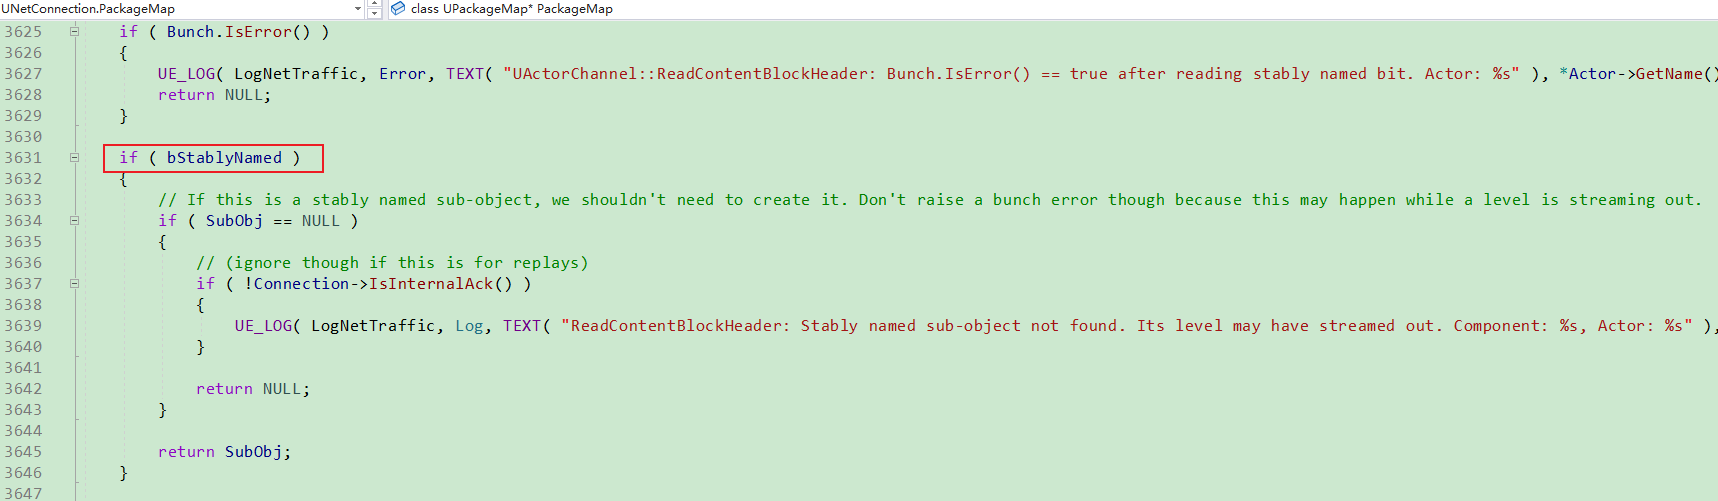 UNetConnection.PackageMap class UPackageMap* PackageMap
3625 if ( Bunch.IsError() )
3626 {
3627 UE_LOG( LogNetTraffic, Error, TEXT( "UActorChannel::ReadContentBlockHeader: Bunch.IsError() == true after reading stably named bit. Actor: %s" ), *Actor->GetName()
3628 return NULL;
3629 }
3630
3631 if ( bStablyNamed )
3632 {
3633 // If this is a stably named sub-object, we shouldn't need to create it. Don't raise a bunch error though because this may happen while a level is streaming out.
3634 if ( SubObj == NULL )
3635 {
3636 // (ignore though if this is for replays)
3637 if ( !Connection->IsInternalAck() )
3638 {
3639 UE_LOG( LogNetTraffic, Log, TEXT( "ReadContentBlockHeader: Stably named sub-object not found. Its level may have streamed out. Component: %s, Actor: %s" ),
3640 }
3641
3642 return NULL;
3643 }
3644
3645 return SubObj;
3646 }
3647